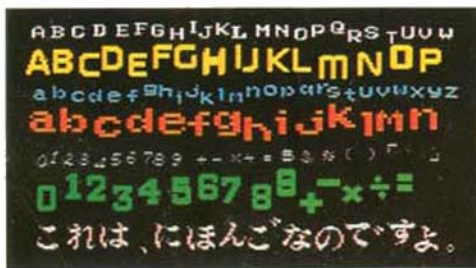 ABCDEFGHIJKLMNOPQRSTUVW
ABCDEFGHIJKLMNOP
abcdefghijklmnopqrstuvwxyz
abcdefghijklmn
0123456789 +-×÷=
0123456788+-×÷=
これは、にほんごなのですよ。